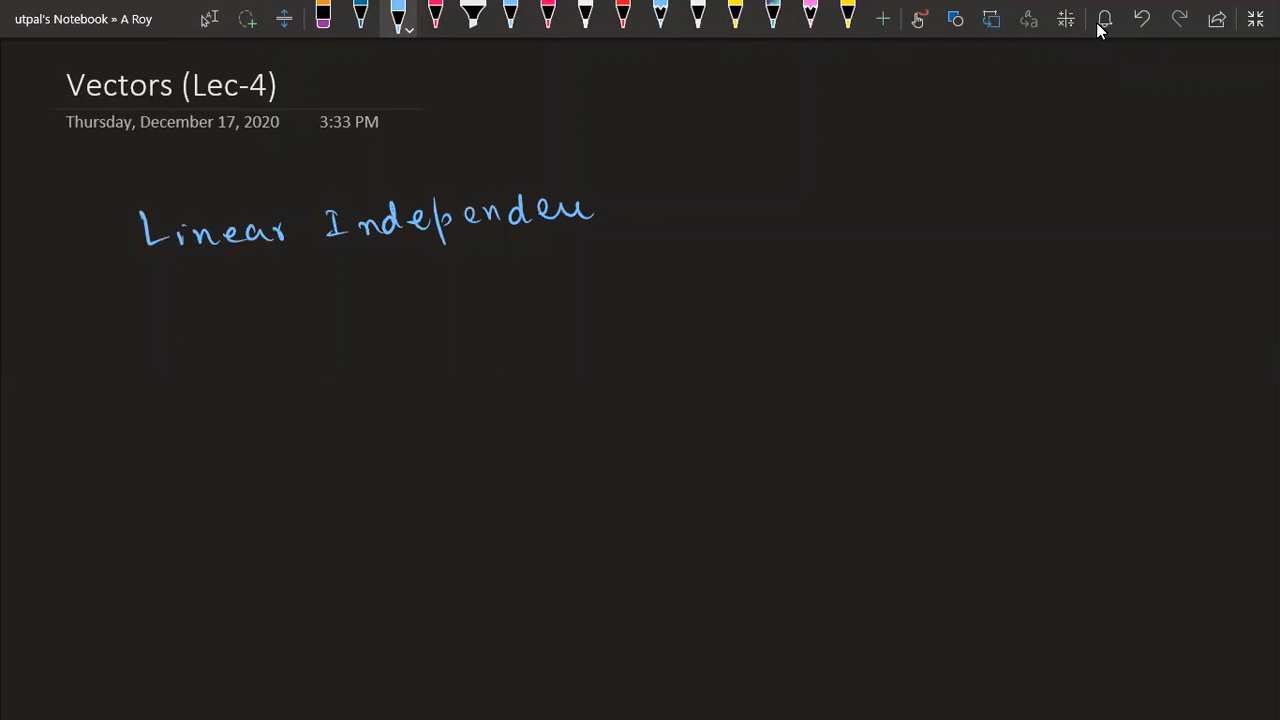 utpal's Notebook » A Roy
Vectors (Lec-4)
Thursday, December 17, 2020 3:33 PM
Linear Independen